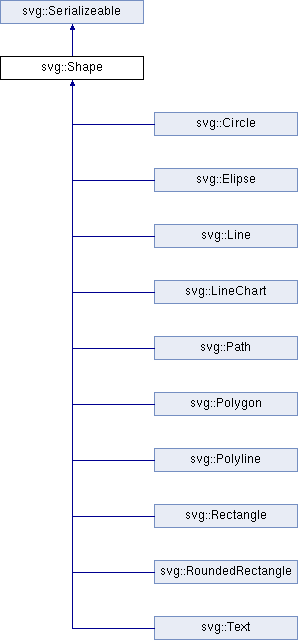 svg::Serializeable
svg::Shape
svg::Circle
svg::Elipse
svg::Line
svg::LineChart
svg::Path
svg::Polygon
svg::Polyline
svg::Rectangle
svg::RoundedRectangle
svg::Text